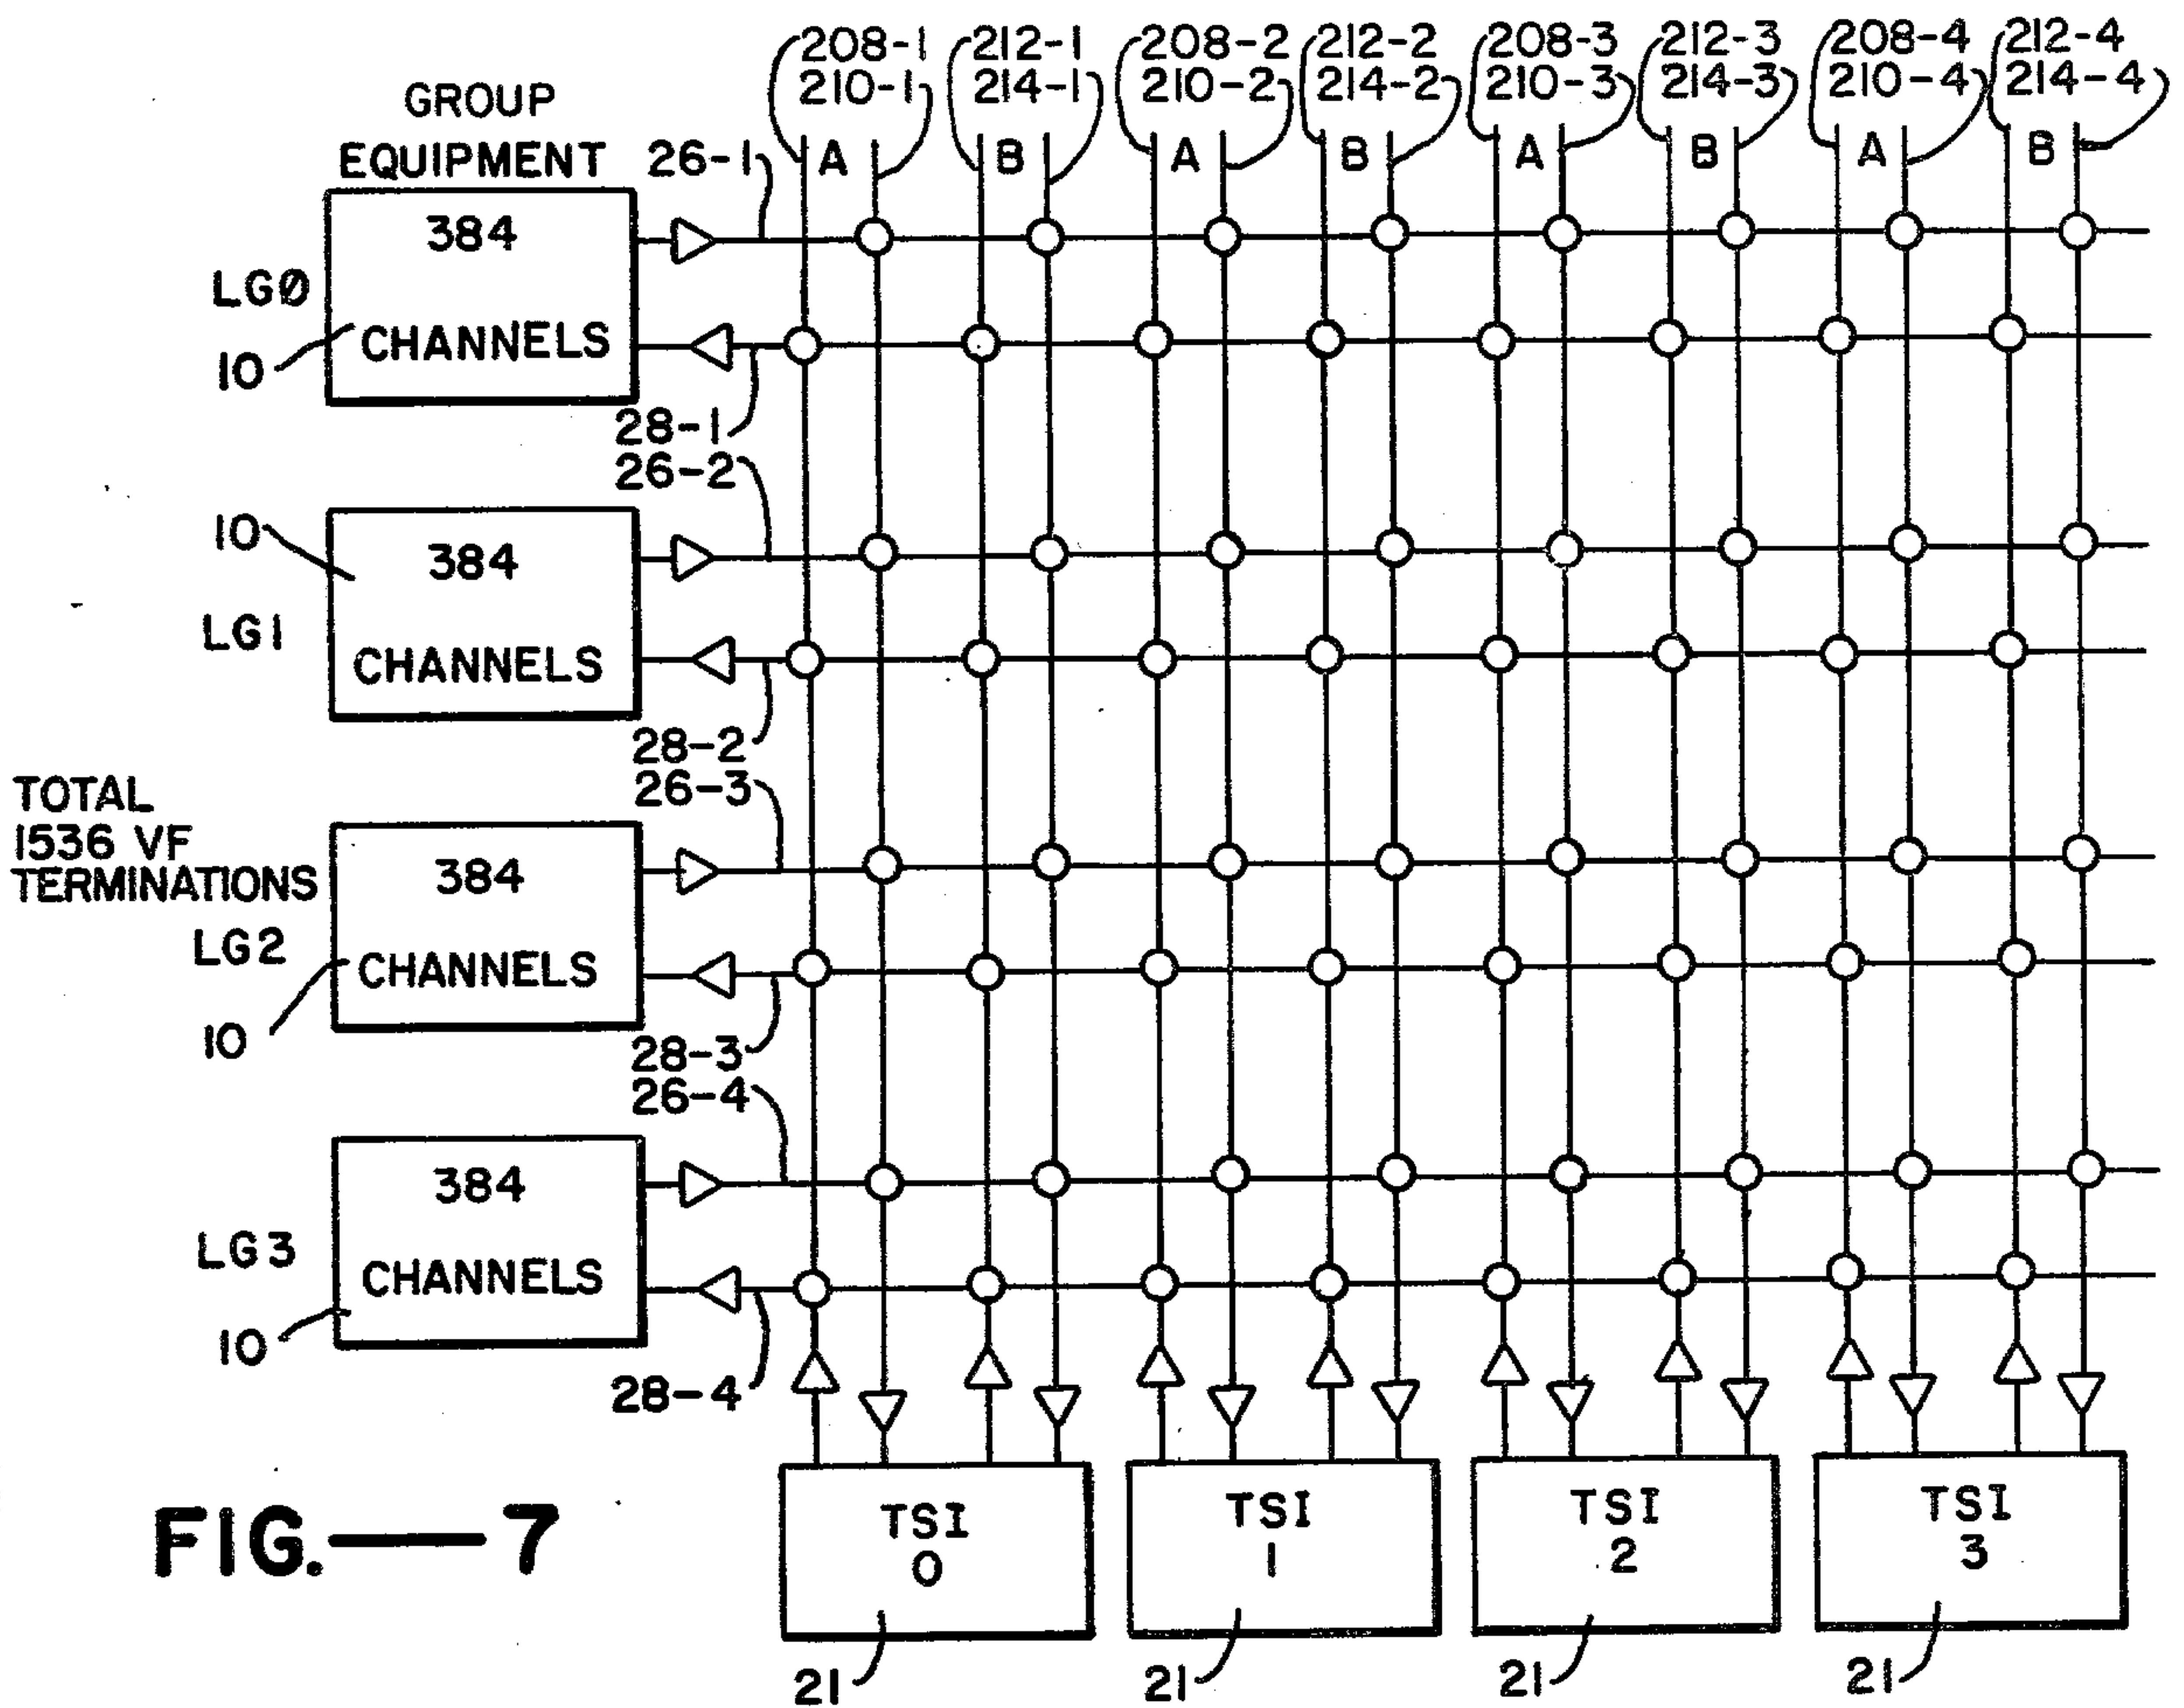 208-1 212-1 208-2 212-2 208-3 212-3 208-4 212-4
210-1 214-1 210-2 214-2 210-3 214-3 210-4 214-4
A B A B A B A B
GROUP
EQUIPMENT
26-1
384
CHANNELS
LGØ
10
28-1
26-2
10
384
CHANNELS
LG1
28-2
26-3
TOTAL
1536 VF
TERMINATIONS
384
CHANNELS
LG2
10
28-3
26-4
384
CHANNELS
LG3
10
28-4
TSI
0
TSI
1
TSI
2
TSI
3
21 21 21 21
FIG.—7